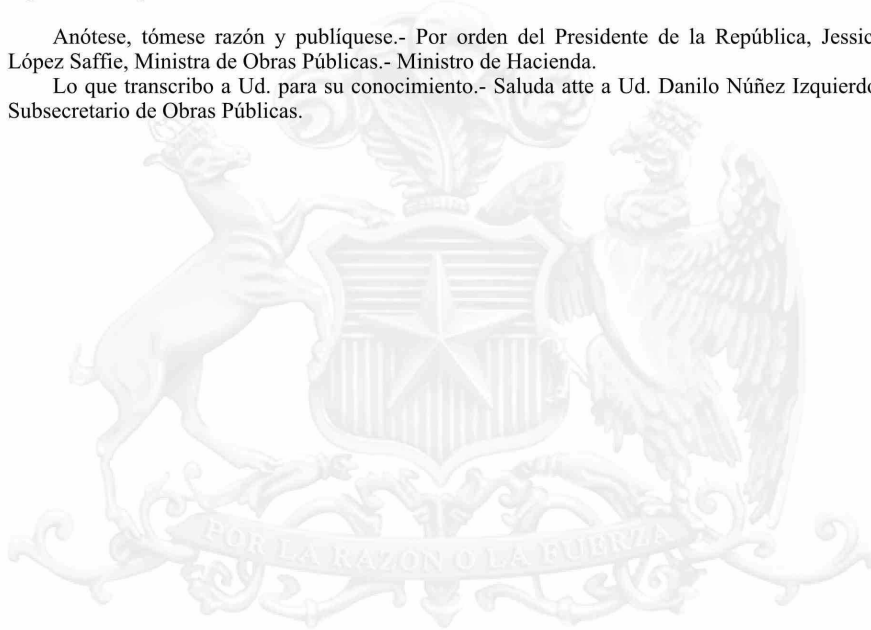 Anótese, tómese razón y publíquese.- Por orden del Presidente de la República, Jessic
López Saffie, Ministra de Obras Públicas.- Ministro de Hacienda.
Lo que transcribo a Ud. para su conocimiento.- Saluda atte a Ud. Danilo Núñez Izquierdo
Subsecretario de Obras Públicas.
POR LA RAZON O LA FUERZA